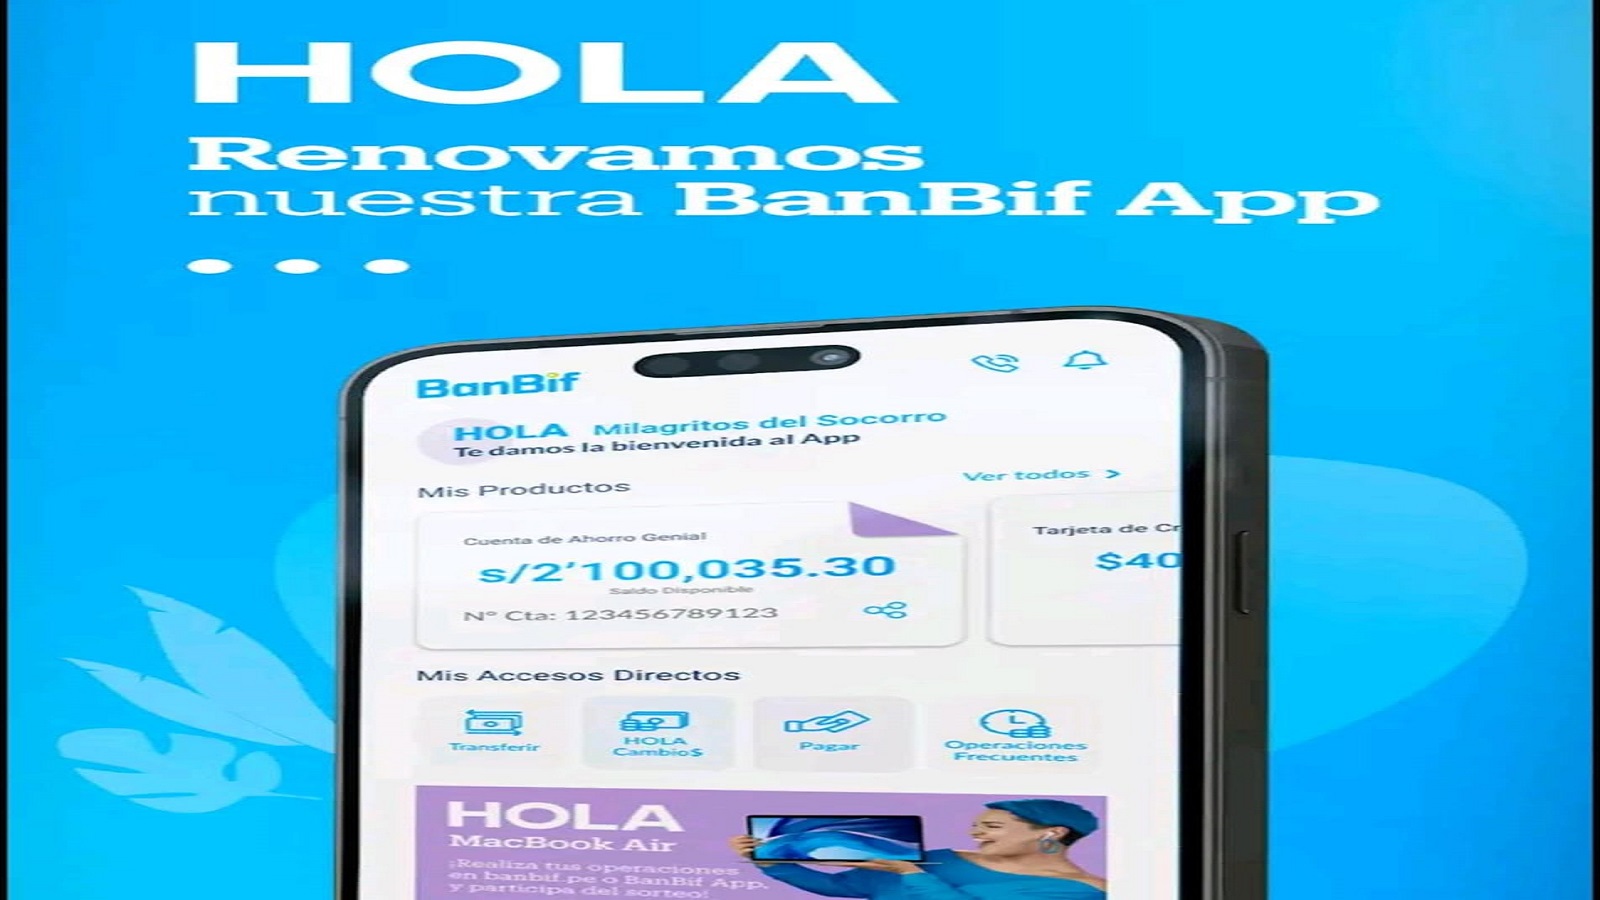 HOLA
Renovamos
nuestra BanBif App
BanBif
HOLA Milagritos del Socorro
Te damos la bienvenida al App
Mis Productos
Ver todos >
Cuenta de Ahorro Genial
s/2'100,035.30
Saldo Disponible
N° Cta: 123456789123
Tarjeta de Cr
$40
Mis Accesos Directos
Transferir
HOLA
Cambio$
Pagar
Operaciones
Frecuentes
HOLA
MacBook Air
¡Realiza tus operaciones
en banbif.pe o BanBif App,
y participa del sorteo!